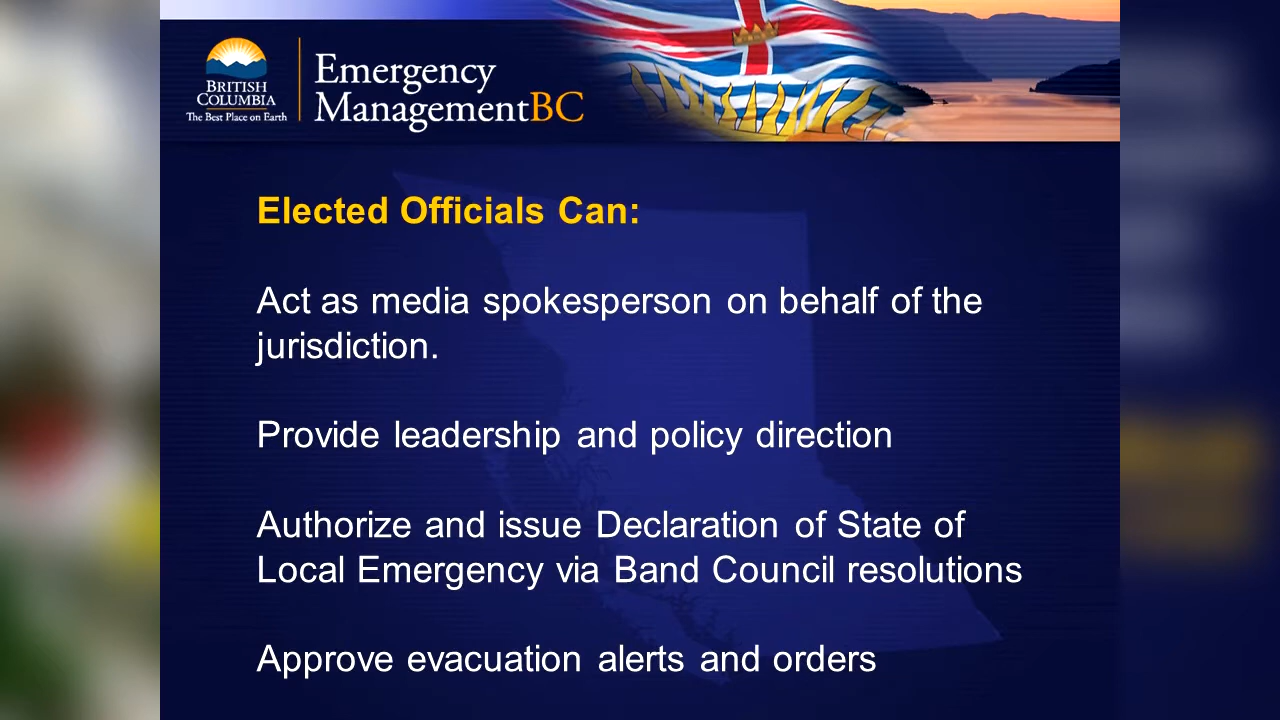 BRITISH
COLUMBIA
The Best Place on Earth
Emergency
ManagementBC
Elected Officials Can:
Act as media spokesperson on behalf of the
jurisdiction.
Provide leadership and policy direction
Authorize and issue Declaration of State of
Local Emergency via Band Council resolutions
Approve evacuation alerts and orders